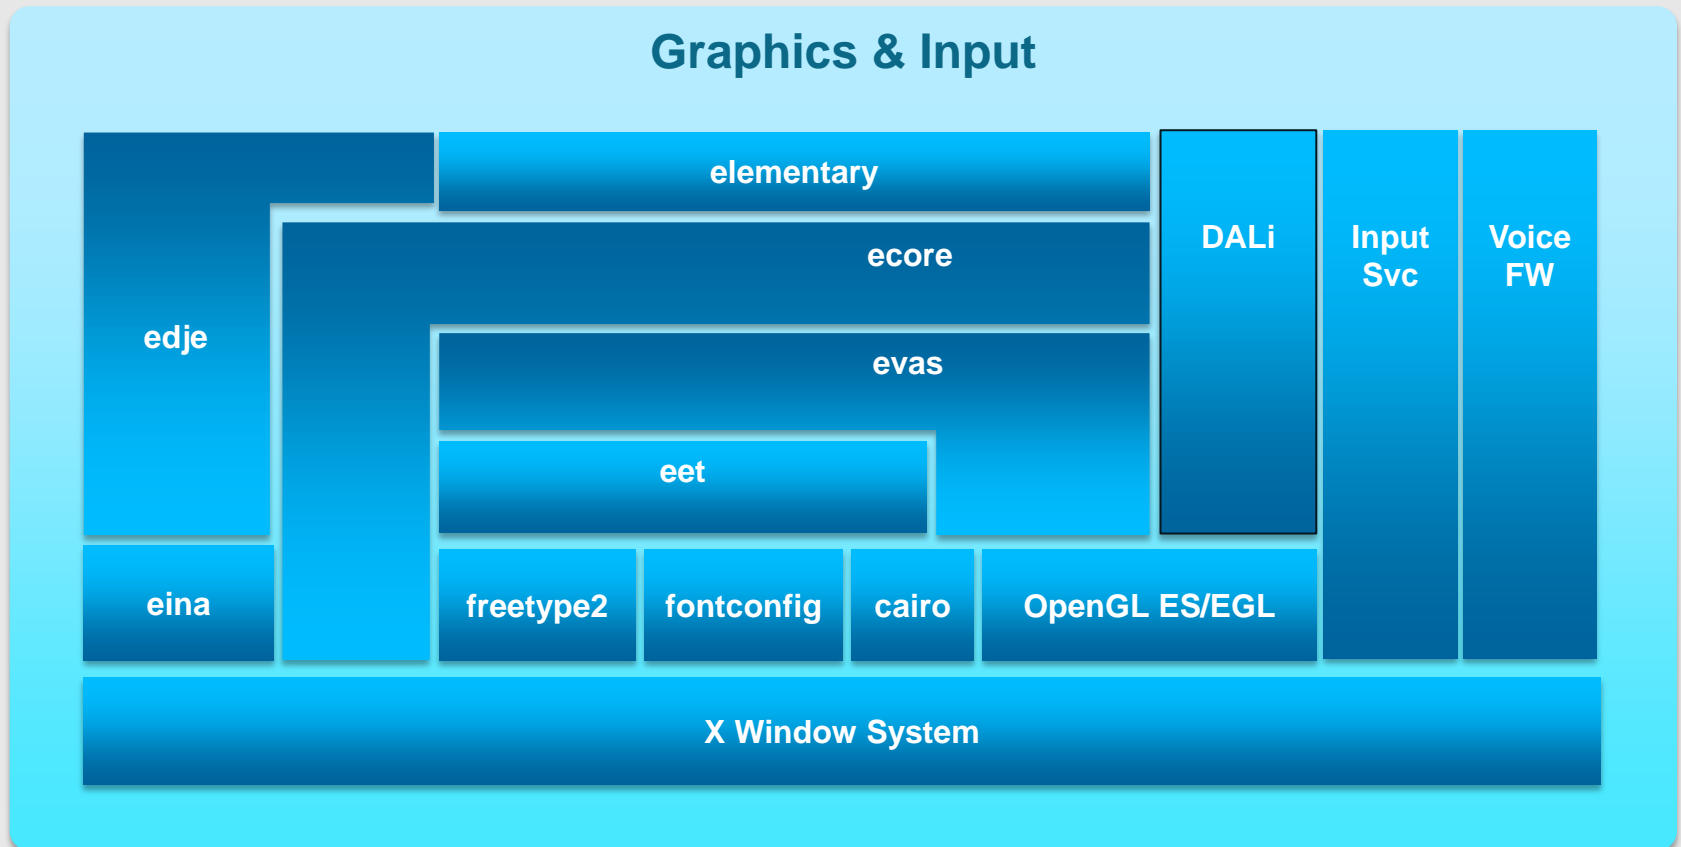 Graphics & Input
elementary
ecore
DALi
Input
Svc
Voice
FW
edje
evas
eet
eina
freetype2
fontconfig
cairo
OpenGL ES/EGL
X Window System